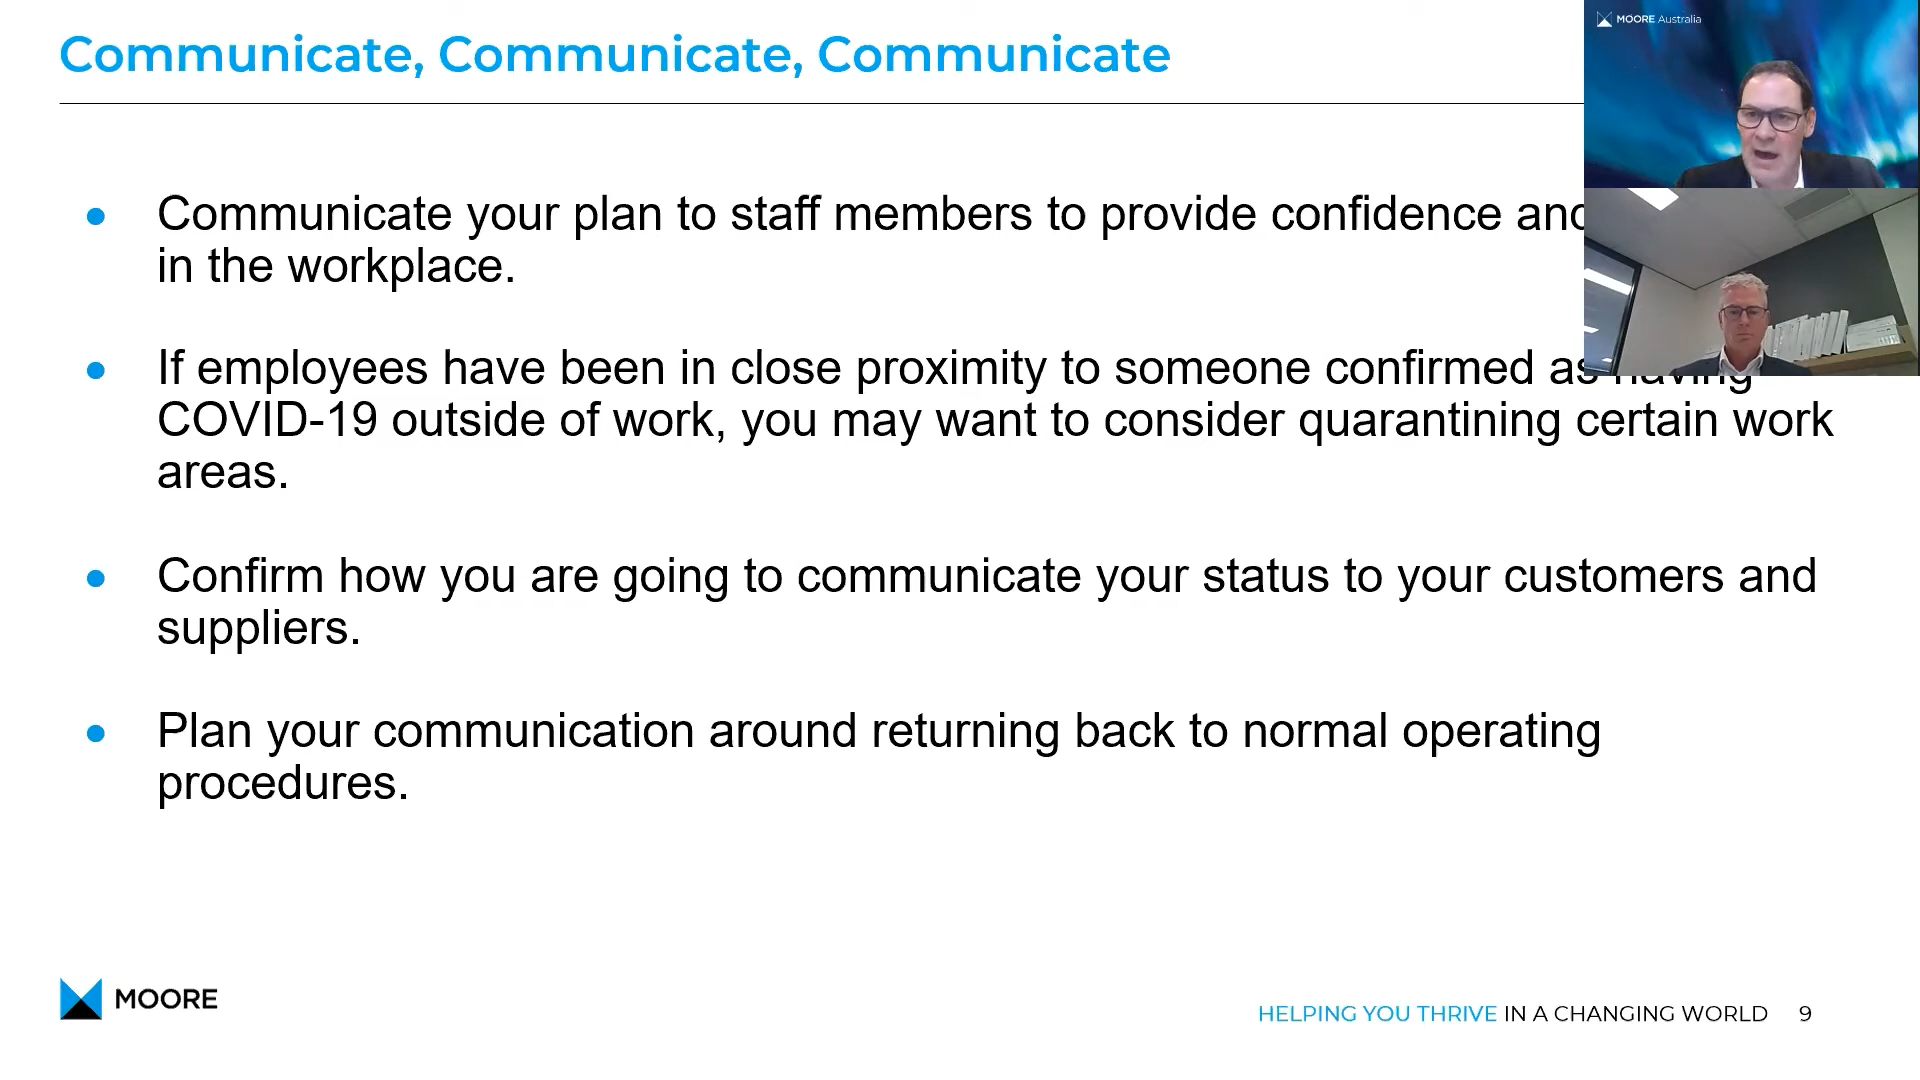 Communicate, Communicate, Communicate
MOORE Australia
Communicate your plan to staff members to provide confidence and
in the workplace.
If employees have been in close proximity to someone confirmed as having
COVID-19 outside of work, you may want to consider quarantining certain work
areas.
Confirm how you are going to communicate your status to your customers and
suppliers.
Plan your communication around returning back to normal operating
procedures.
MOORE
HELPING YOU THRIVE IN A CHANGING WORLD 9